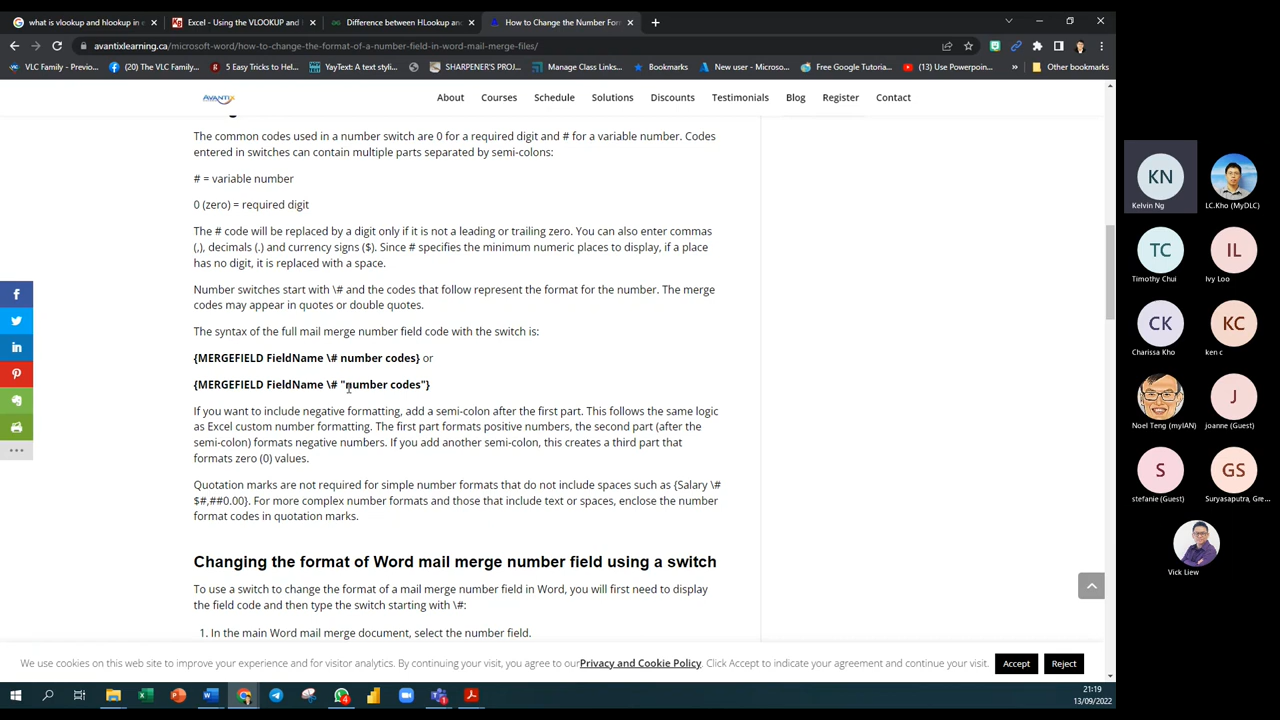 what is vlookup and hlookup in e
Excel - Using the VLOOKUP and
Difference between HLookup and
How to Change the Number For
avantixlearning.ca/microsoft-word/how-to-change-the-format-of-a-number-field-in-word-mail-merge-files/
VLC Family - Previo...
(20) The VLC Family...
5 Easy Tricks to Hel...
YayText: A text styli...
SHARPENER'S PROJ...
Manage Class Links...
Bookmarks
New user - Microso...
Free Google Tutoria...
(13) Use Powerpoin...
»
Other bookmarks
AVANTIX
About
Courses
Schedule
Solutions
Discounts
Testimonials
Blog
Register
Contact
The common codes used in a number switch are 0 for a required digit and # for a variable number. Codes
entered in switches can contain multiple parts separated by semi-colons:
# = variable number
0 (zero) = required digit
The # code will be replaced by a digit only if it is not a leading or trailing zero. You can also enter commas
(,), decimals (.) and currency signs ($). Since # specifies the minimum numeric places to display, if a place
has no digit, it is replaced with a space.
Number switches start with \# and the codes that follow represent the format for the number. The merge
codes may appear in quotes or double quotes.
The syntax of the full mail merge number field code with the switch is:
{MERGEFIELD FieldName \# number codes} or
{MERGEFIELD FieldName \# "number codes"}
If you want to include negative formatting, add a semi-colon after the first part. This follows the same logic
as Excel custom number formatting. The first part formats positive numbers, the second part (after the
semi-colon) formats negative numbers. If you add another semi-colon, this creates a third part that
formats zero (0) values.
Quotation marks are not required for simple number formats that do not include spaces such as {Salary \#
$#,##0.00}. For more complex number formats and those that include text or spaces, enclose the number
format codes in quotation marks.
Changing the format of Word mail merge number field using a switch
To use a switch to change the format of a mail merge number field in Word, you will first need to display
the field code and then type the switch starting with \#:
1. In the main Word mail merge document, select the number field.
We use cookies on this web site to improve your experience and for visitor analytics. By continuing your visit, you agree to our Privacy and Cookie Policy. Click Accept to indicate your agreement and continue your visit.
Accept
Reject
21:19
13/09/2022
KN
Kelvin Ng
LC.Kho (MyDLC)
TC
Timothy Chui
IL
Ivy Loo
CK
Charissa Kho
KC
ken c
Noel Teng (myIAN)
J
joanne (Guest)
S
stefanie (Guest)
GS
Suryasaputra, Gre...
Vick Liew